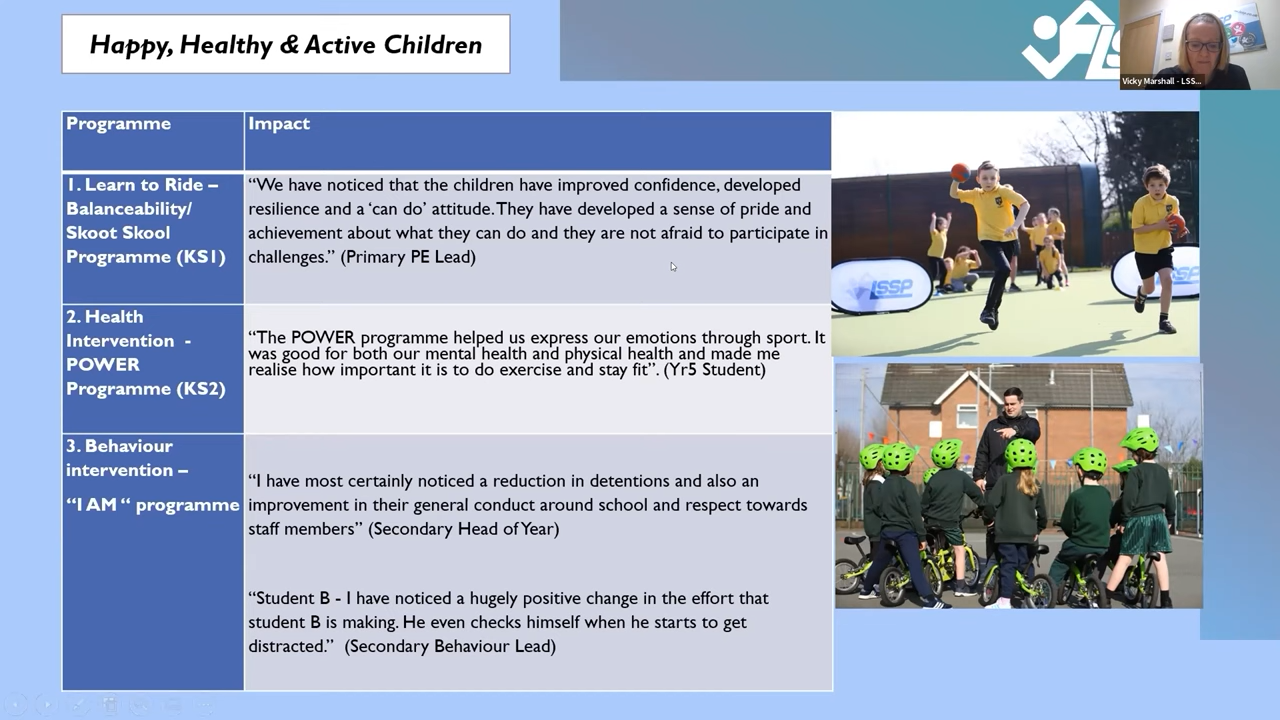 Happy, Healthy & Active Children
Vicky Marshall - LSS...
Programme
Impact
1. Learn to Ride –
Balanceability/
Skoot Skool
Programme (KS1)
“We have noticed that the children have improved confidence, developed
resilience and a ‘can do’ attitude. They have developed a sense of pride and
achievement about what they can do and they are not afraid to participate in
challenges.” (Primary PE Lead)
2. Health
Intervention -
POWER
Programme (KS2)
“The POWER programme helped us express our emotions through sport. It
was good for both our mental health and physical health and made me
realise how important it is to do exercise and stay fit”. (Yr5 Student)
3. Behaviour
intervention –
“I AM “ programme
“I have most certainly noticed a reduction in detentions and also an
improvement in their general conduct around school and respect towards
staff members” (Secondary Head of Year)
“Student B - I have noticed a hugely positive change in the effort that
student B is making. He even checks himself when he starts to get
distracted.” (Secondary Behaviour Lead)
LSSP